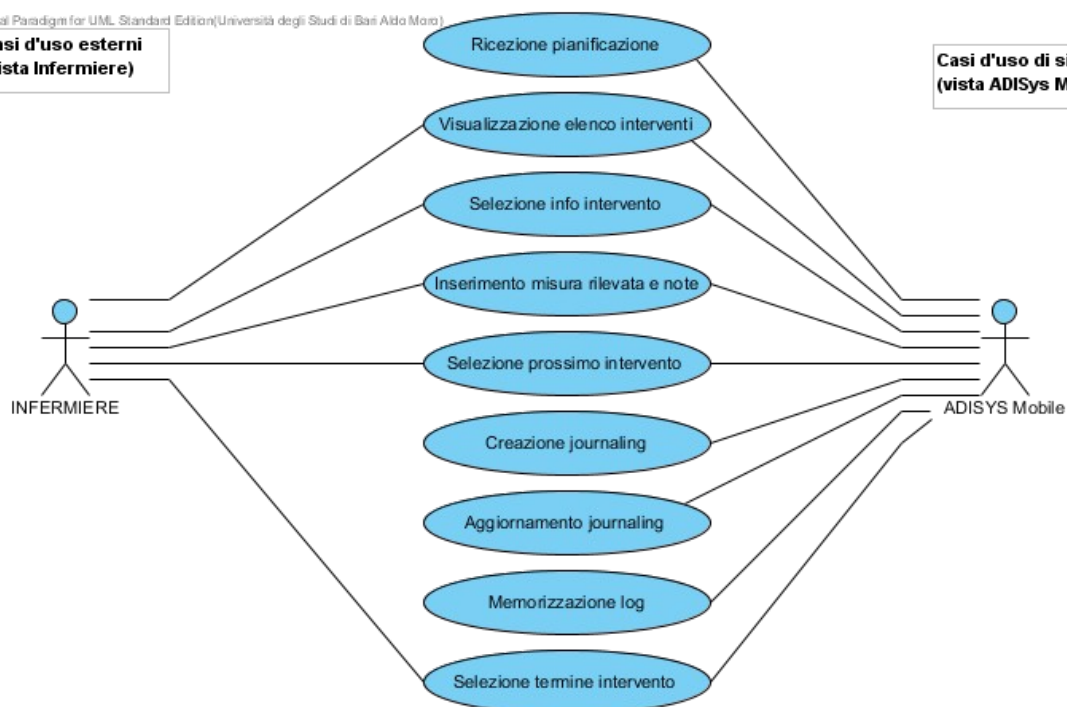 al Paradigm for UML Standard Edition(Università degli Studi di Bari Aldo Moro)
asi d'uso esterni
ista Infermiere)
Casi d'uso di si
(vista ADISys M
Ricezione pianificazione
Visualizzazione elenco interventi
Selezione info intervento
Inserimento misura rilevata e note
Selezione prossimo intervento
INFERMIERE
ADISYS Mobile
Creazione journaling
Aggiornamento journaling
Memorizzazione log
Selezione termine intervento